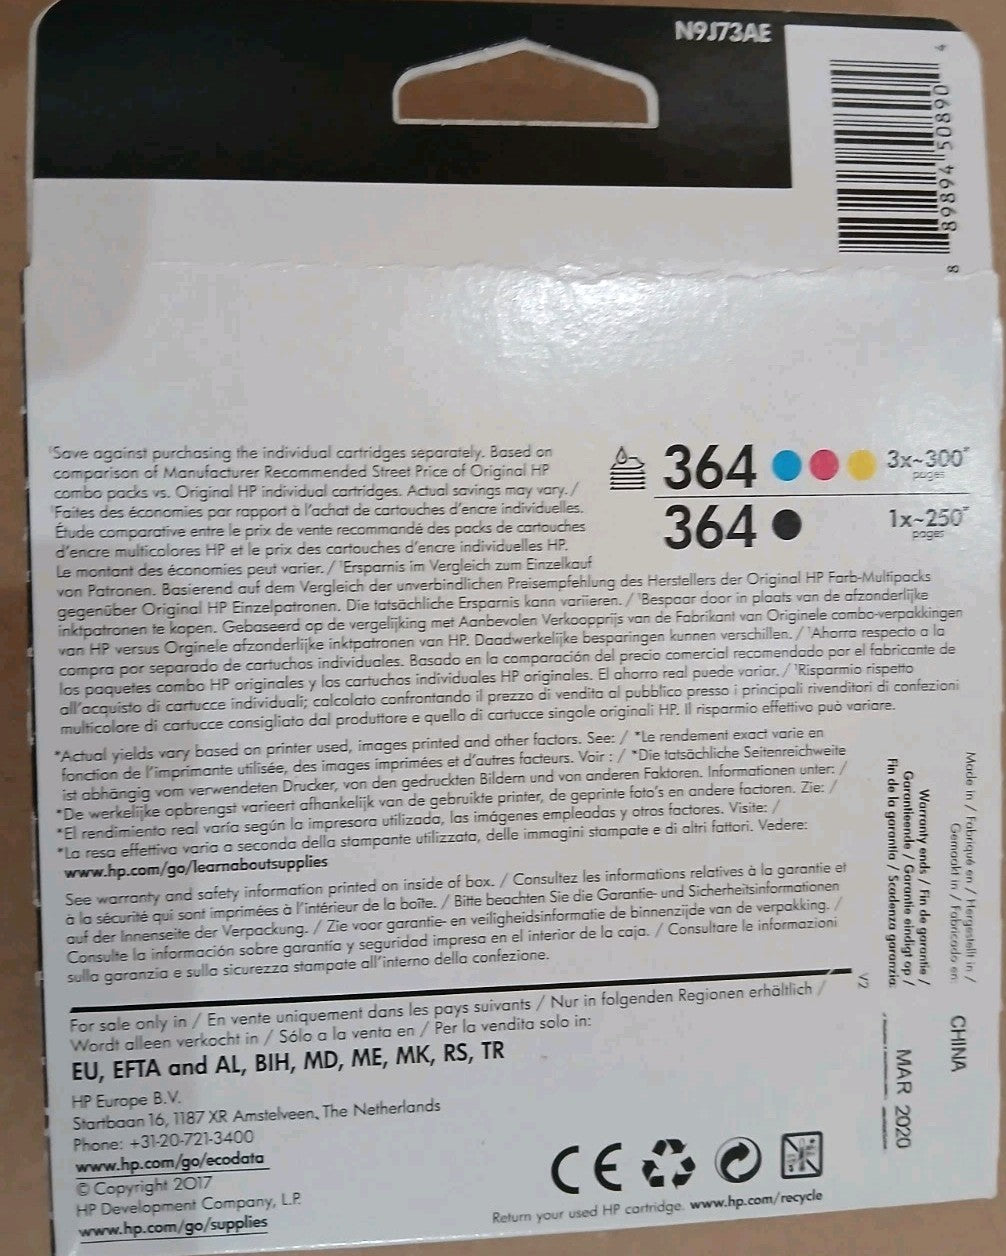 N9J73AE
8 89894 50890 4
¹Save against purchasing the individual cartridges separately. Based on
comparison of Manufacturer Recommended Street Price of Original HP
combo packs vs. Original HP individual cartridges. Actual savings may vary. /
¹Faites des économies par rapport à l'achat de cartouches d'encre individuelles.
Étude comparative entre le prix de vente recommandé des packs de cartouches
d'encre multicolores HP et le prix des cartouches d'encre individuelles HP.
Le montant des économies peut varier. / ¹Ersparnis im Vergleich zum Einzelkauf
von Patronen. Basierend auf dem Vergleich der unverbindlichen Preisempfehlung des Herstellers der Original HP Farb-Multipacks
gegenüber Original HP Einzelpatronen. Die tatsächliche Ersparnis kann variieren. / ¹Bespaar door in plaats van de afzonderlijke
inktpatronen te kopen. Gebaseerd op de vergelijking met Aanbevolen Verkoopprijs van de Fabrikant van Originele combo-verpakkingen
van HP versus Orginele afzonderlijke inktpatronen van HP. Daadwerkelijke besparingen kunnen verschillen. / ¹Ahorra respecto a la
compra por separado de cartuchos individuales. Basado en la comparación del precio comercial recomendado por el fabricante de
los paquetes combo HP originales y los cartuchos individuales HP originales. El ahorro real puede variar. / ¹Risparmio rispetto
all'acquisto di cartucce individuali; calcolato confrontando il prezzo di vendita al pubblico presso i principali rivenditori di confezioni
multicolore di cartucce consigliato dal produttore e quello di cartucce singole originali HP. Il risparmio effettivo può variare.
364 3x~300*
pages
364 1x~250*
pages
*Actual yields vary based on printer used, images printed and other factors. See: / *Le rendement exact varie en
fonction de l'imprimante utilisée, des images imprimées et d'autres facteurs. Voir : / *Die tatsächliche Seitenreichweite
ist abhängig vom verwendeten Drucker, von den gedruckten Bildern und von anderen Faktoren. Informationen unter: /
*De werkelijke opbrengst varieert afhankelijk van de gebruikte printer, de geprinte foto's en andere factoren. Zie: /
*El rendimiento real varía según la impresora utilizada, las imágenes empleadas y otros factores. Visite: /
*La resa effettiva varia a seconda della stampante utilizzata, delle immagini stampate e di altri fattori. Vedere:
www.hp.com/go/learnaboutsupplies
See warranty and safety information printed on inside of box. / Consultez les informations relatives à la garantie et
à la sécurité qui sont imprimées à l'intérieur de la boîte. / Bitte beachten Sie die Garantie- und Sicherheitsinformationen
auf der Innenseite der Verpackung. / Zie voor garantie- en veiligheidsinformatie de binnenzijde van de verpakking. /
Consulte la información sobre garantía y seguridad impresa en el interior de la caja. / Consultare le informazioni
sulla garanzia e sulla sicurezza stampate all'interno della confezione.
V2
For sale only in / En vente uniquement dans les pays suivants / Nur in folgenden Regionen erhältlich /
Wordt alleen verkocht in / Sólo a la venta en / Per la vendita solo in:
EU, EFTA and AL, BIH, MD, ME, MK, RS, TR
HP Europe B.V.
Startbaan 16, 1187 XR Amstelveen, The Netherlands
Phone: +31-20-721-3400
www.hp.com/go/ecodata
© Copyright 2017
HP Development Company, L.P.
www.hp.com/go/supplies
CE
Return your used HP cartridge. www.hp.com/recycle
Made in / Fabriqué en / Hergestellt in /
Gemaakt in / Fabricado en:
CHINA
Warranty ends / Fin de garantie /
Garantieende / Garantie eindigt op /
Fin de la garantía / Scadenza garanzia:
MAR 2020